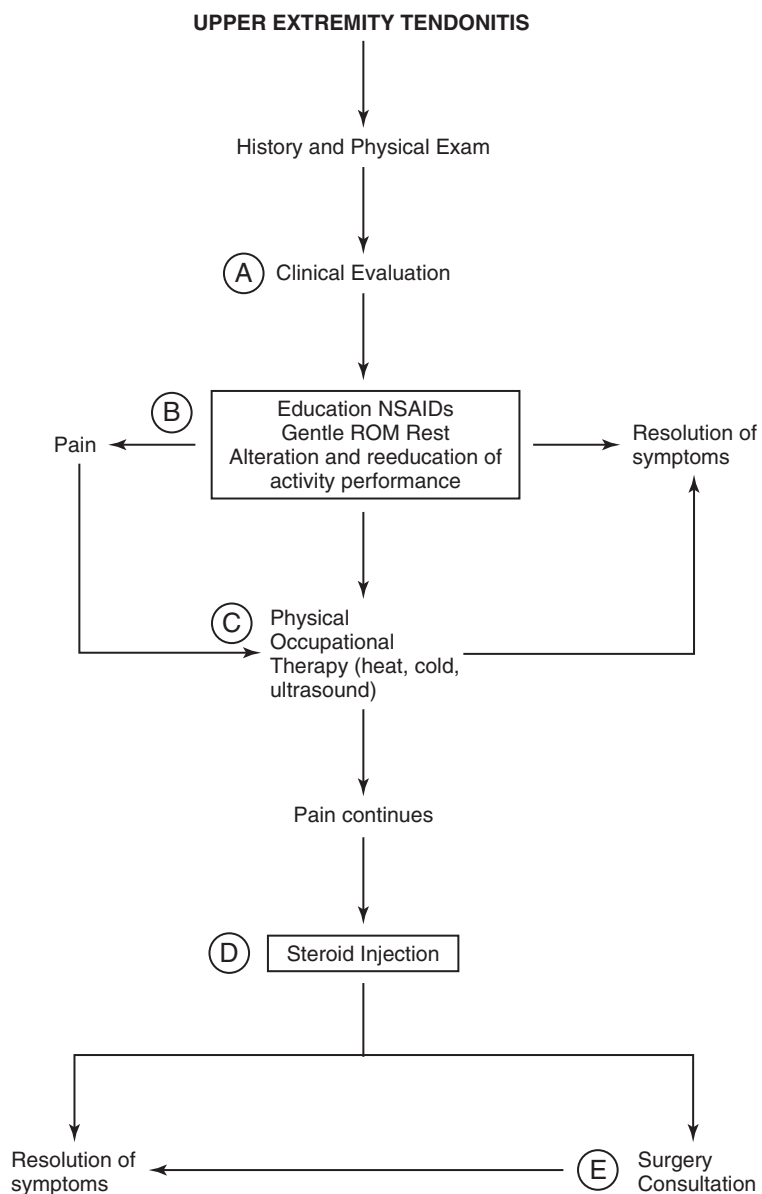 UPPER EXTREMITY TENDONITIS
History and Physical Exam
A Clinical Evaluation
B
Education NSAIDs
Gentle ROM Rest
Alteration and reeducation of
activity performance
Pain
Resolution of
symptoms
C
Physical
Occupational
Therapy (heat, cold,
ultrasound)
Pain continues
D Steroid Injection
Resolution of
symptoms
E
Surgery
Consultation